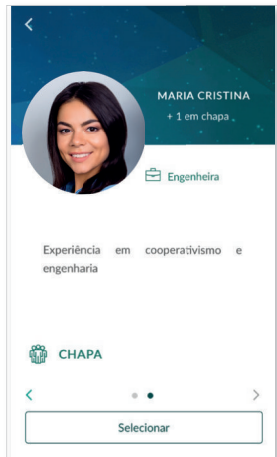 MARIA CRISTINA
+ 1 em chapa
Engenheira
Experiência em cooperativismo e
engenharia
CHAPA
Selecionar